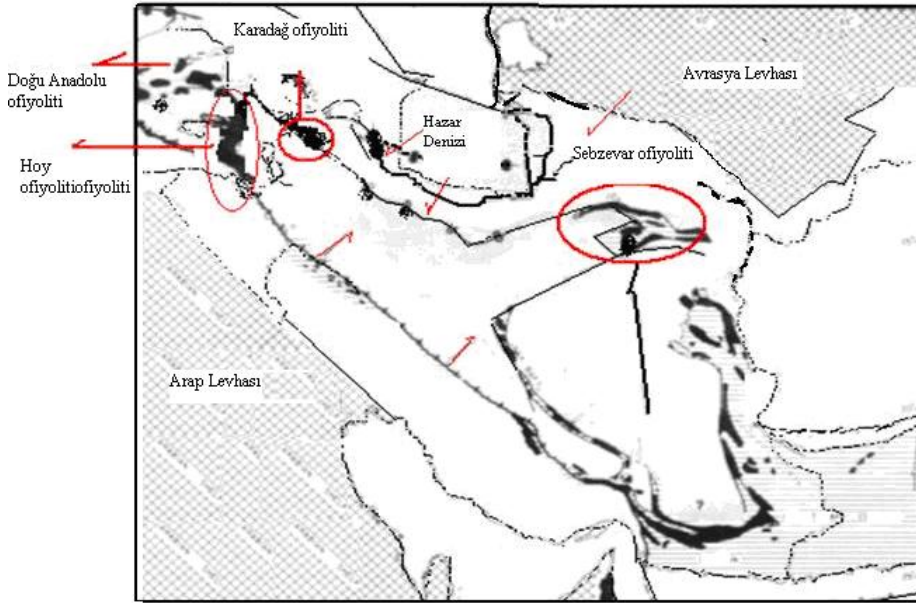 Karadağ ofiyoliti
Doğu Anadolu
ofiyoliti
Avrasya Levhası
Hazar
Denizi
Sebzevar ofiyoliti
Hoy
ofiyolitiofiyoliti
Arap Levhası
?